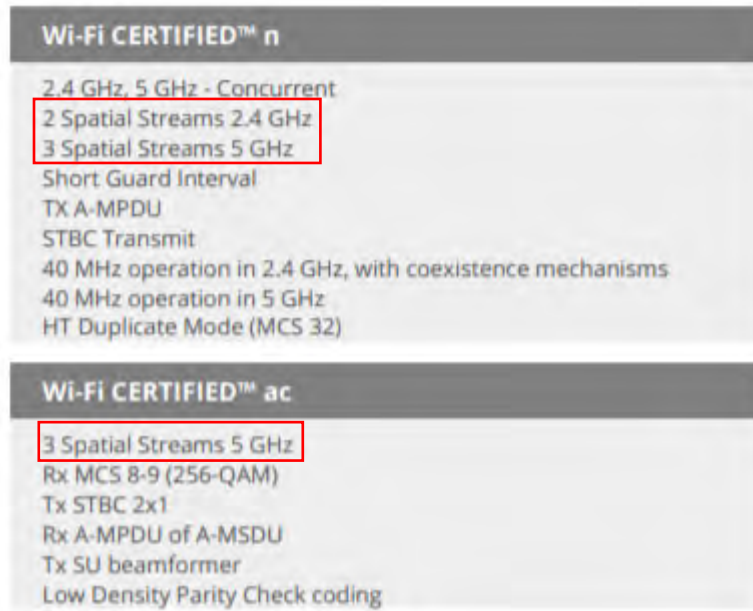 Wi-Fi CERTIFIED™ n
2.4 GHz, 5 GHz - Concurrent
2 Spatial Streams 2.4 GHz
3 Spatial Streams 5 GHz
Short Guard Interval
TX A-MPDU
STBC Transmit
40 MHz operation in 2.4 GHz, with coexistence mechanisms
40 MHz operation in 5 GHz
HT Duplicate Mode (MCS 32)
Wi-Fi CERTIFIED™ ac
3 Spatial Streams 5 GHz
Rx MCS 8-9 (256-QAM)
Tx STBC 2x1
Rx A-MPDU of A-MSDU
Tx SU beamformer
Low Density Parity Check coding